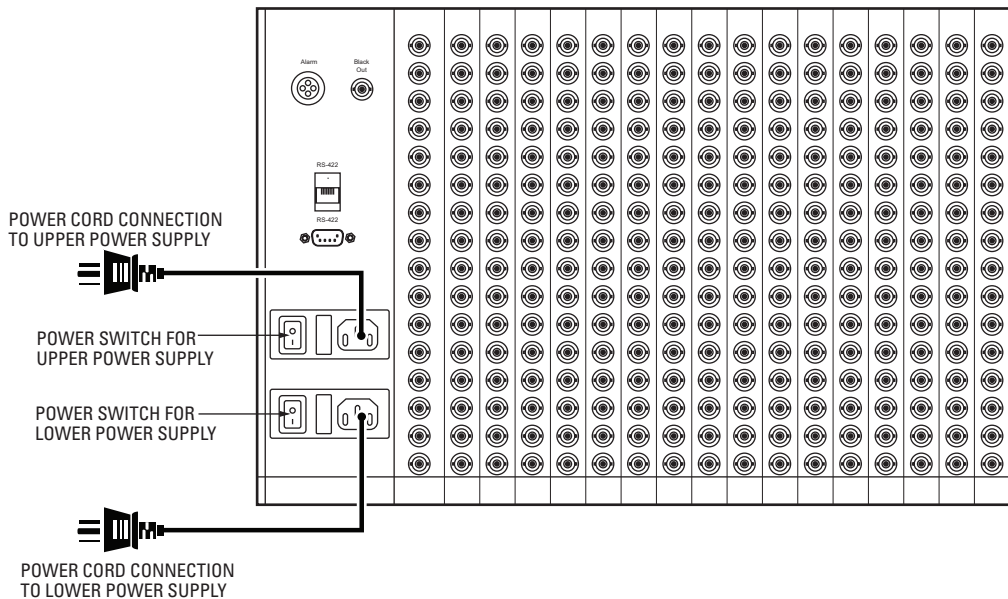 Alarm
Black
Out
RS-422
RS-422
POWER CORD CONNECTION
TO UPPER POWER SUPPLY
POWER SWITCH FOR
UPPER POWER SUPPLY
POWER SWITCH FOR
LOWER POWER SUPPLY
POWER CORD CONNECTION
TO LOWER POWER SUPPLY